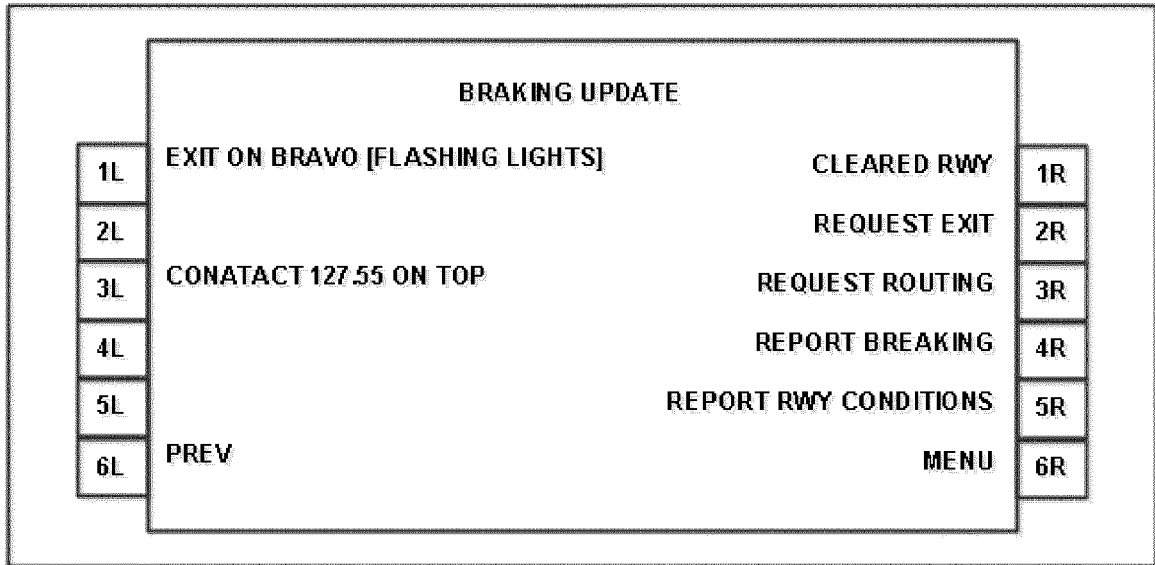 BRAKING UPDATE
1L EXIT ON BRAVO [FLASHING LIGHTS] CLEARED RWY 1R
2L REQUEST EXIT 2R
3L CONATACT 127.55 ON TOP REQUEST ROUTING 3R
4L REPORT BREAKING 4R
5L REPORT RWY CONDITIONS 5R
6L PREV MENU 6R